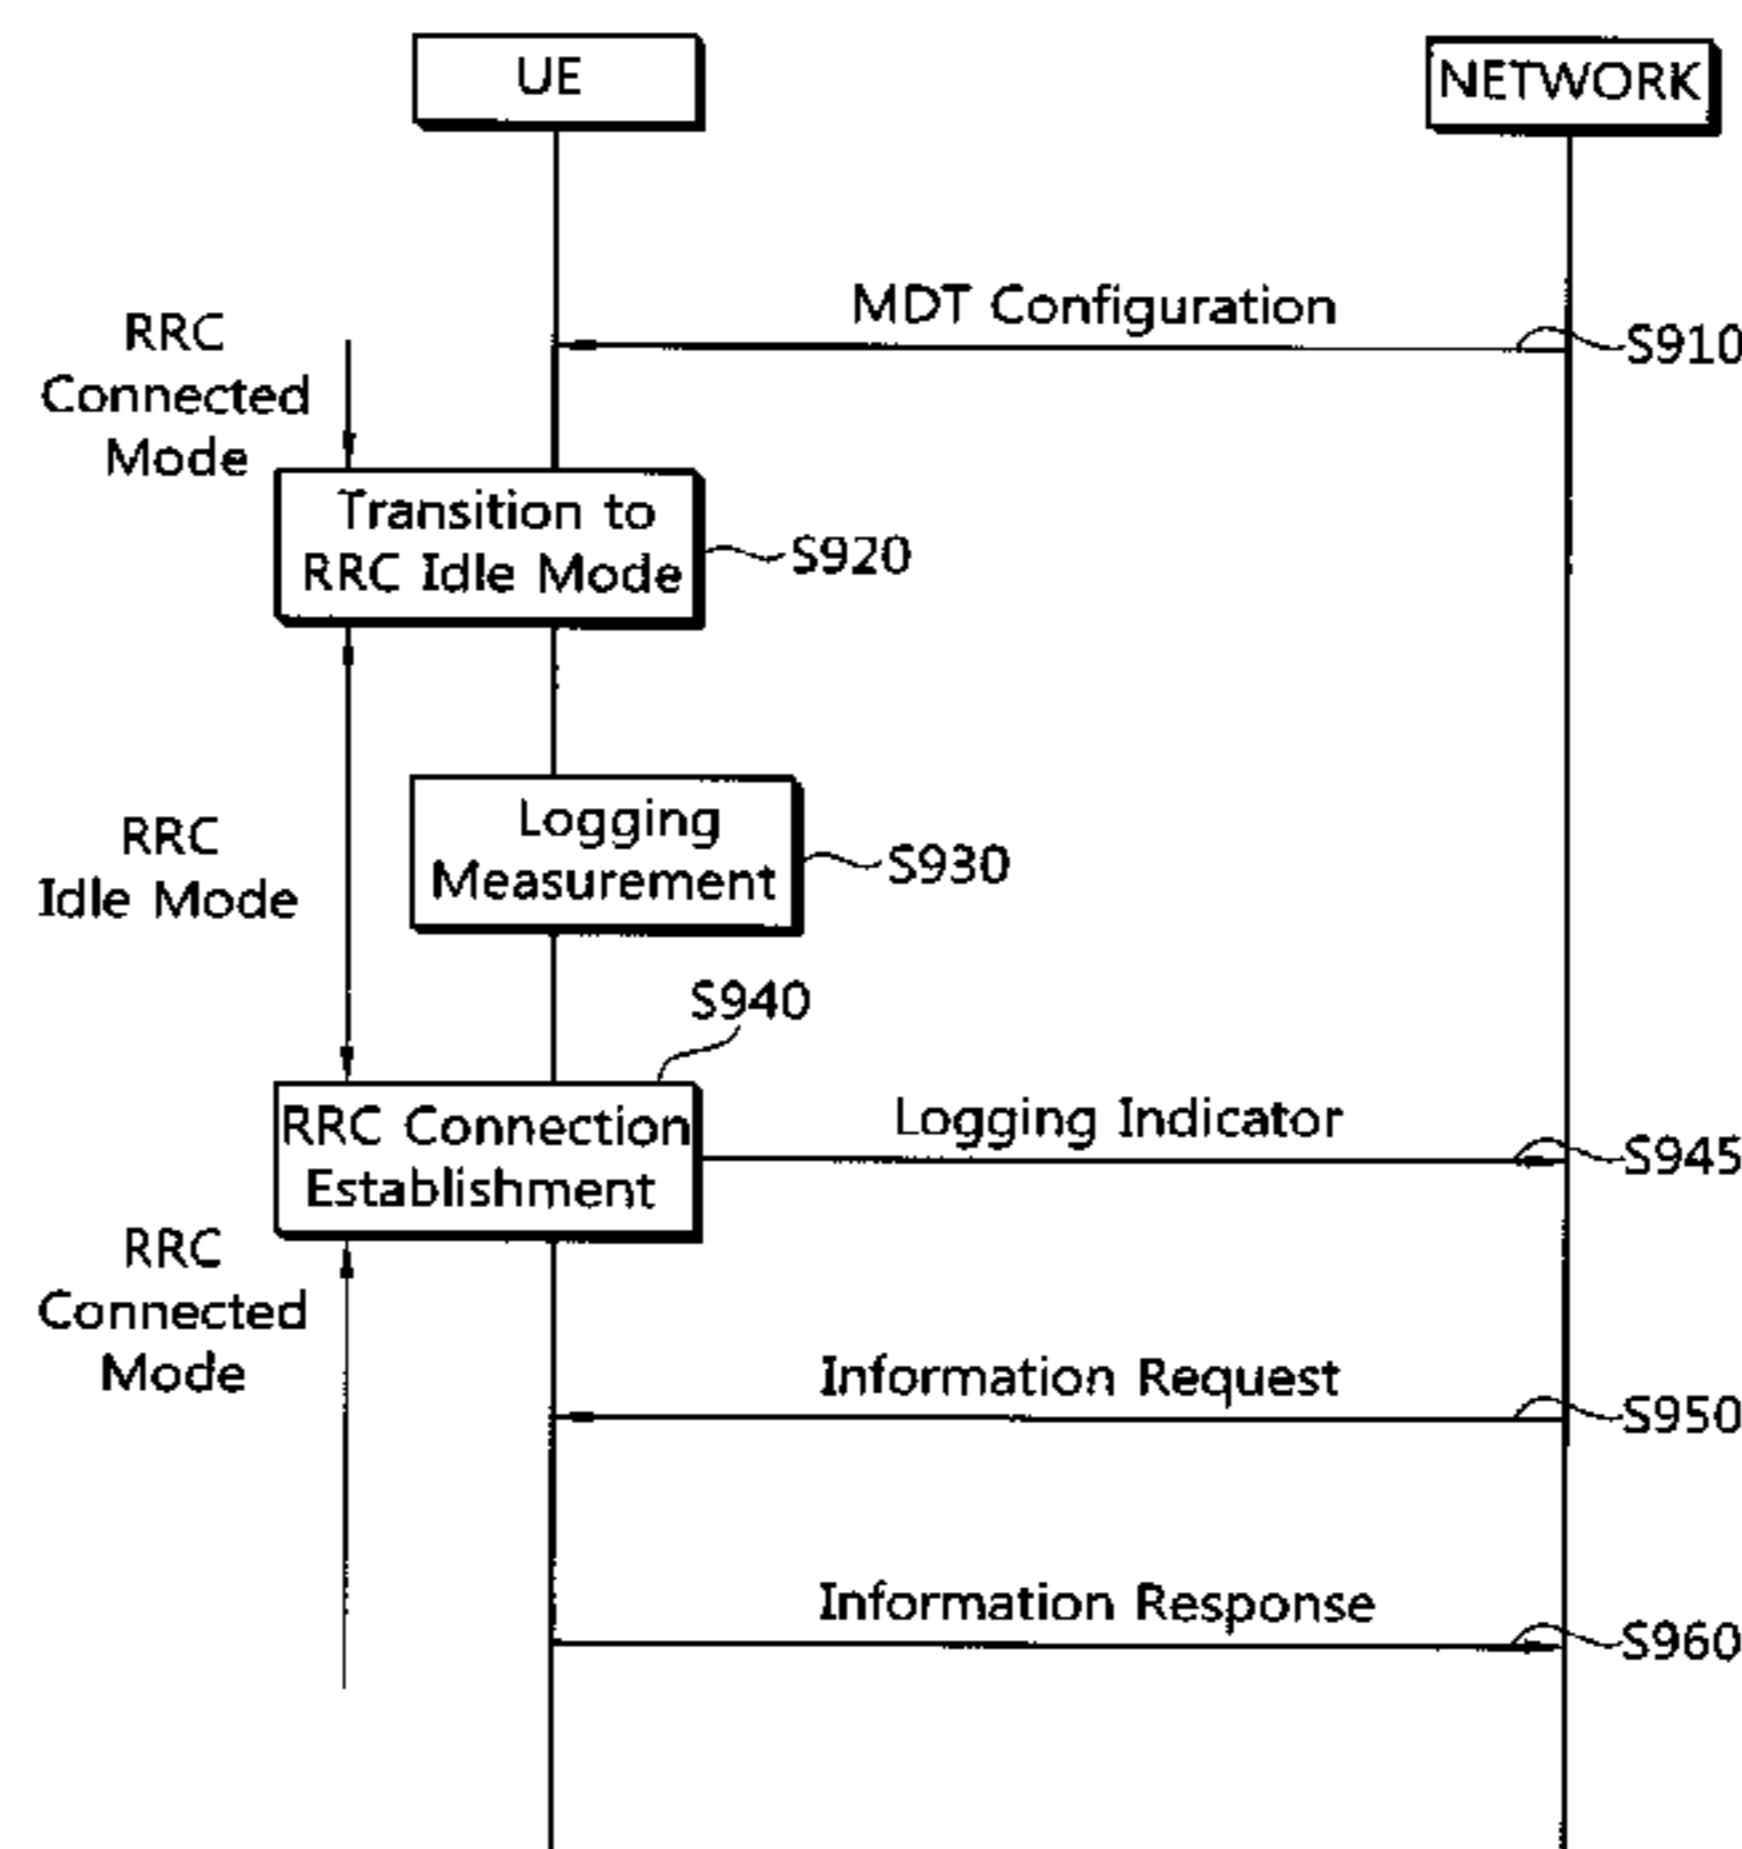 UE
NETWORK
MDT Configuration
S910
RRC
Connected
Mode
Transition to
RRC Idle Mode
S920
RRC
Idle Mode
Logging
Measurement
S930
S940
RRC Connection
Establishment
Logging Indicator
S945
RRC
Connected
Mode
Information Request
S950
Information Response
S960